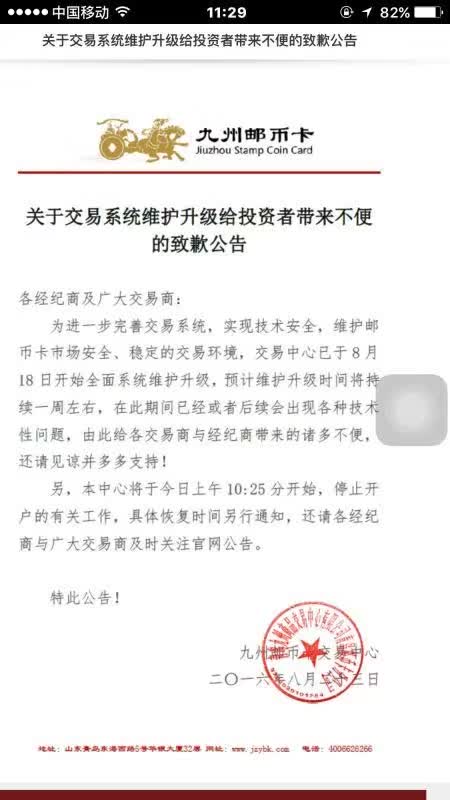 中国移动 11:29 82%
关于交易系统维护升级给投资者带来不便的致歉公告
九州邮币卡
Jiuzhou Stamp Coin Card
关于交易系统维护升级给投资者带来不便
的致歉公告
各经纪商及广大交易商：
为进一步完善交易系统，实现技术安全，维护邮
币卡市场安全、稳定的交易环境，交易中心已于 8 月
18 日开始全面系统维护升级，预计维护升级时间将持
续一周左右，在此期间已经或者后续会出现各种技术
性问题，由此给各交易商与经纪商带来的诸多不便，
还请见谅并多多支持！
另，本中心将于今日上午 10:25 分开始，停止开
户的有关工作，具体恢复时间另行通知，还请各经纪
商与广大交易商及时关注官网公告。
特此公告！
九州邮币卡交易中心
二〇一六年八月二十三日
地址：山东青岛东海西路5号华银大厦32层 网址：www.jzybk.com 电话：4006626266